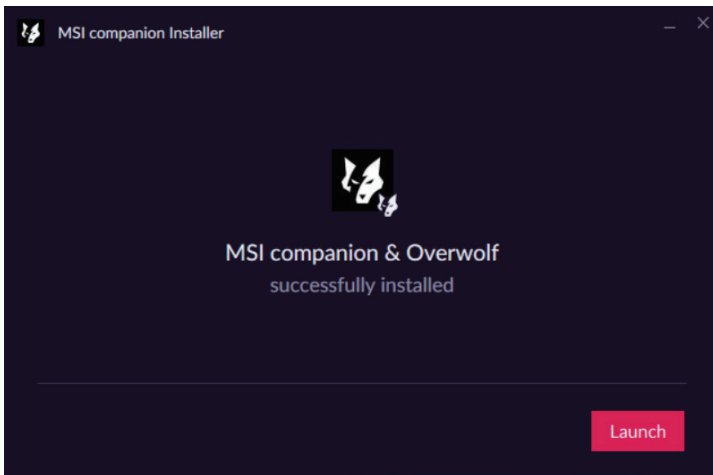 MSI companion Installer
MSI companion & Overwolf
successfully installed
Launch